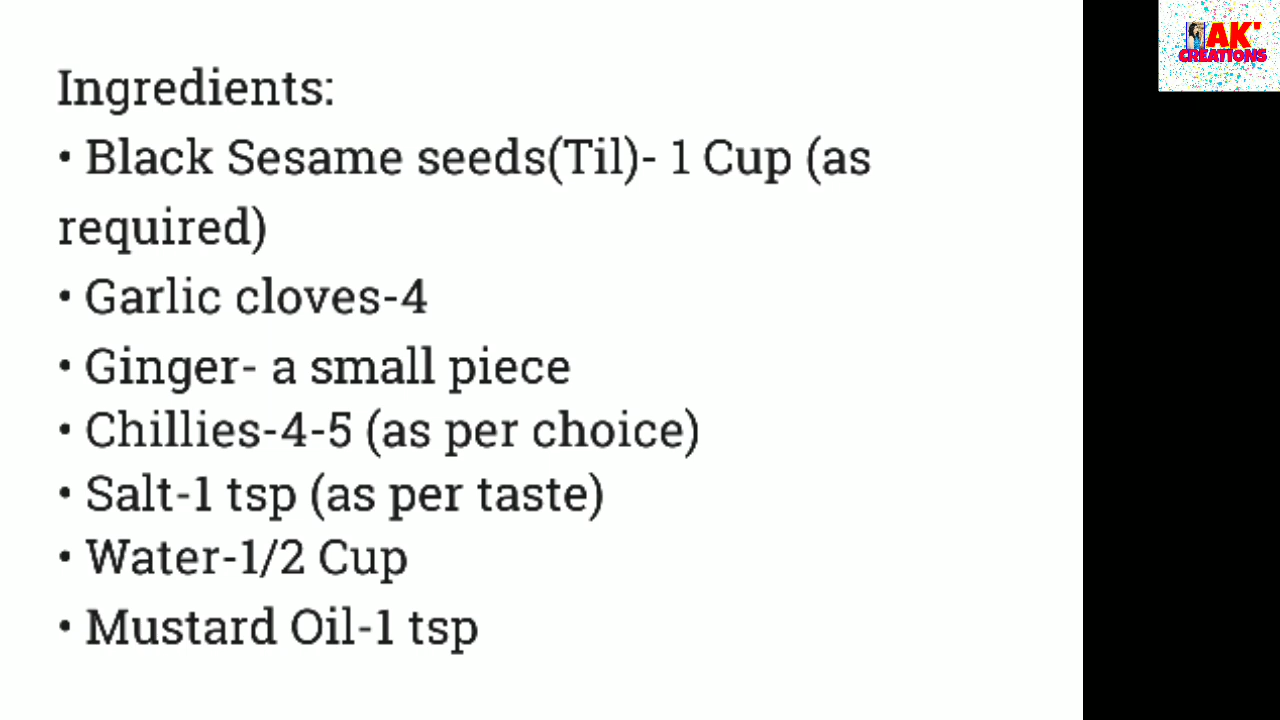 AK'
CREATIONS
Ingredients:
• Black Sesame seeds(Til)- 1 Cup (as
required)
• Garlic cloves-4
• Ginger- a small piece
• Chillies-4-5 (as per choice)
• Salt-1 tsp (as per taste)
• Water-1/2 Cup
• Mustard Oil-1 tsp